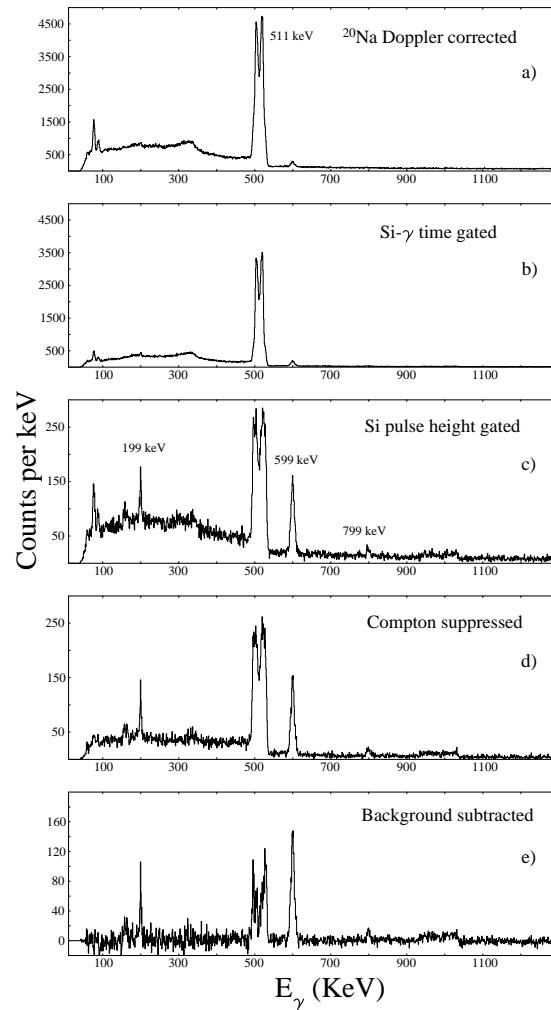 4500
3500
2500
1500
500
511 keV
²⁰Na Doppler corrected
a)
100 300 500 700 900 1100
4500
3500
2500
1500
500
Si-γ time gated
b)
100 300 500 700 900 1100
Counts per keV
250
150
50
199 keV
Si pulse height gated
599 keV
c)
799 keV
100 300 500 700 900 1100
250
150
50
Compton suppressed
d)
100 300 500 700 900 1100
160
120
80
40
0
Background subtracted
e)
100 300 500 700 900 1100
E_γ (KeV)